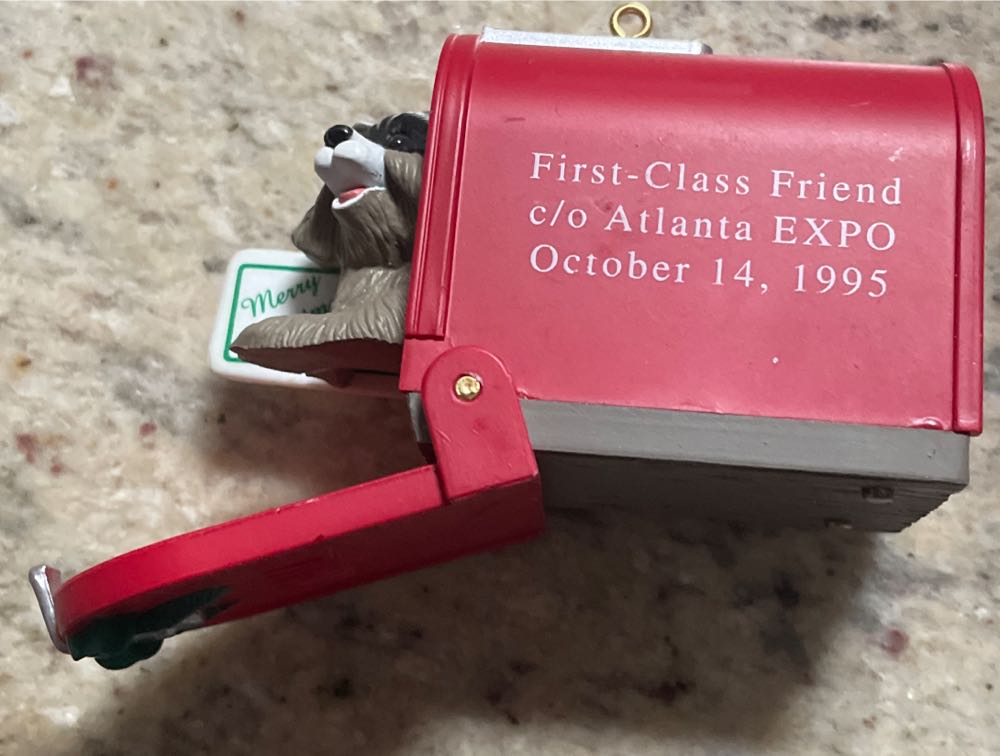 First-Class Friend
c/o Atlanta EXPO
October 14, 1995
Merry